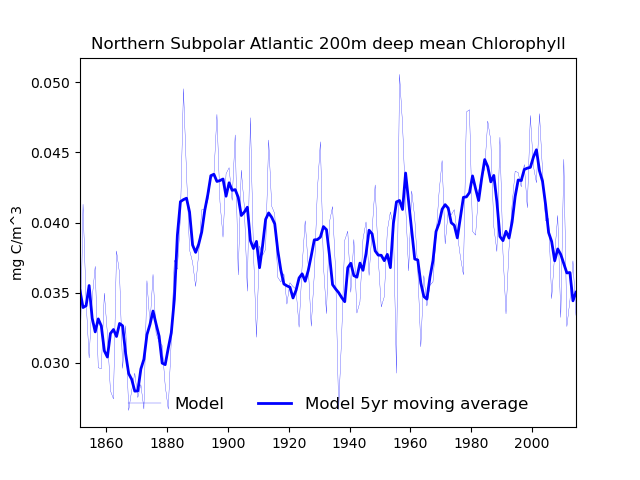 Northern Subpolar Atlantic 200m deep mean Chlorophyll
mg C/m^3
0.050
0.045
0.040
0.035
0.030
Model
Model 5yr moving average
1860 1880 1900 1920 1940 1960 1980 2000